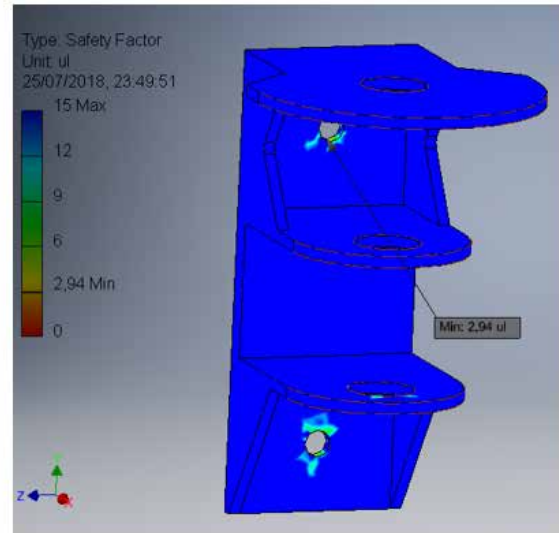 Type: Safety Factor
Unit: ul
25/07/2018, 23:49:51
15 Max
12
9
6
2,94 Min
0
Min: 2,94 ul
Y
Z
X